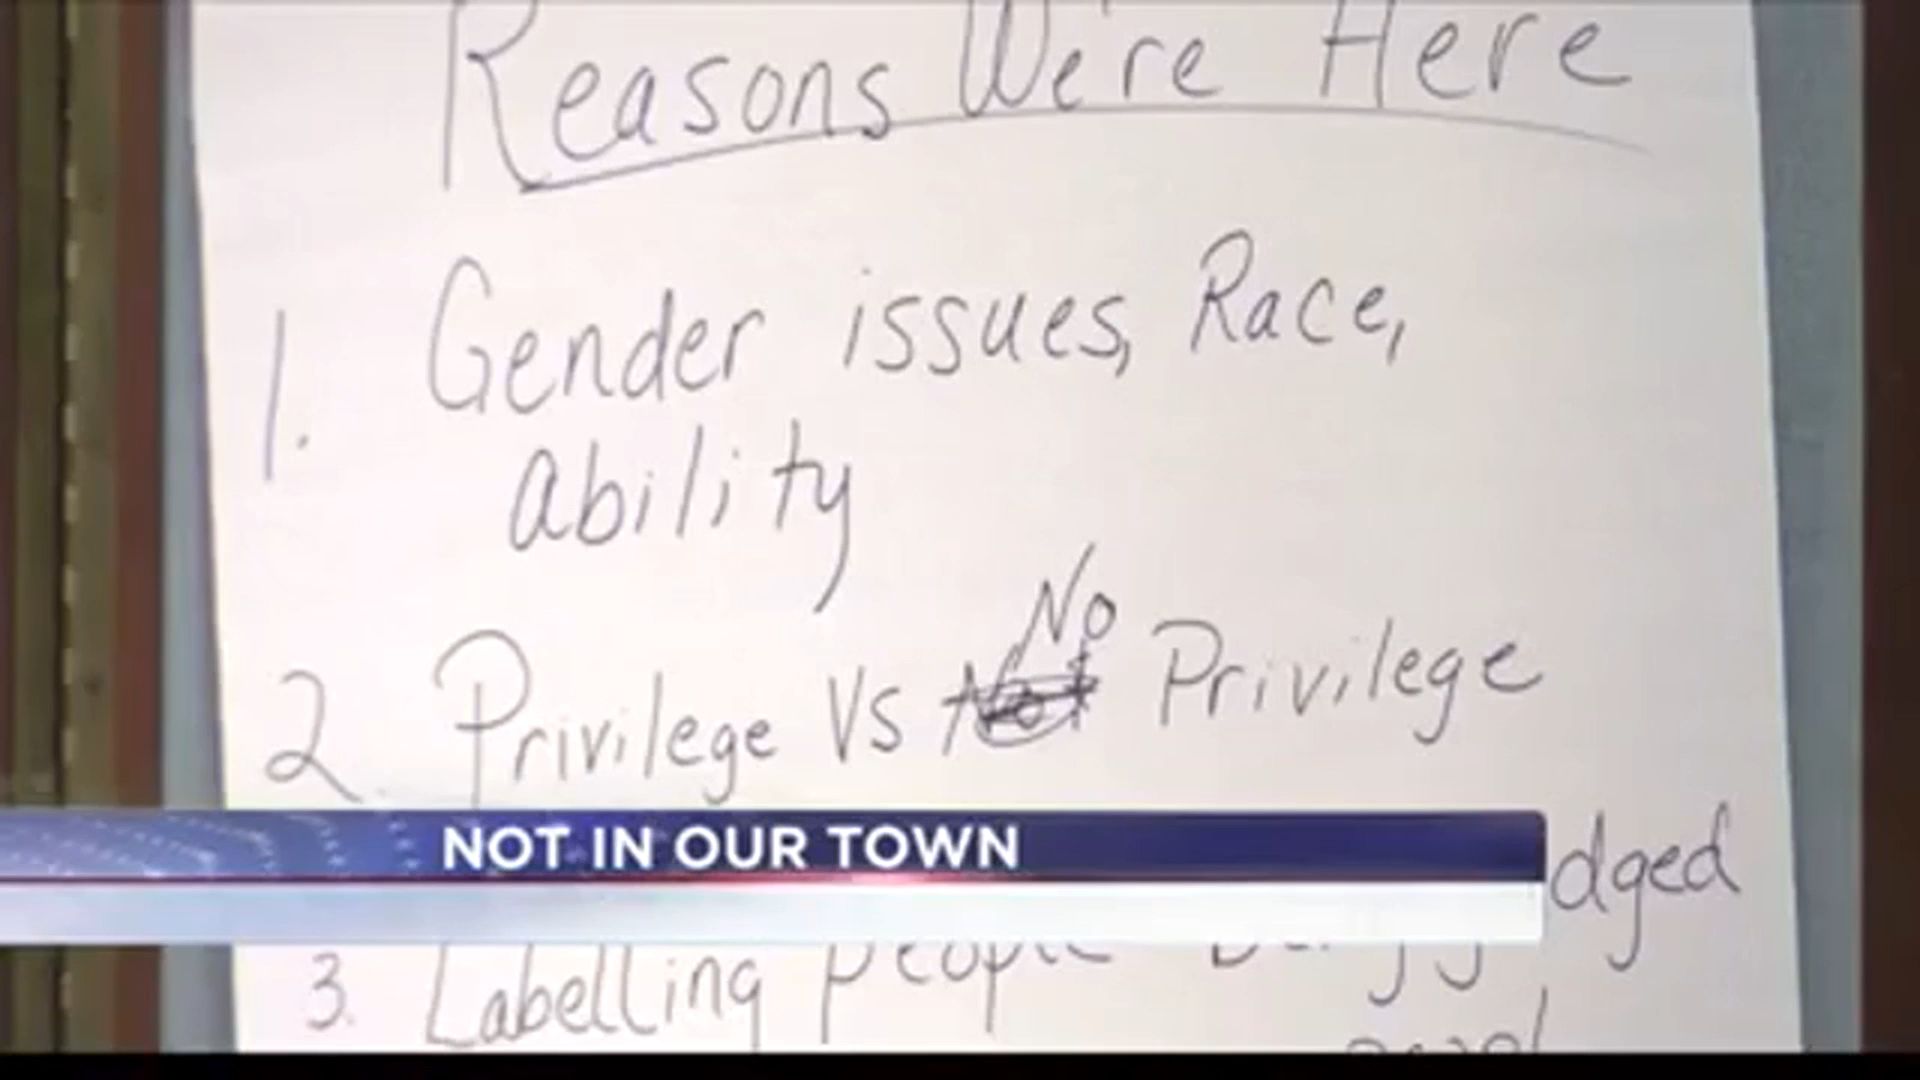 Reasons We're Here
1. Gender issues, Race,
ability
No
2. Privilege Vs Not Privilege
NOT IN OUR TOWN
dged
3. Labelling people